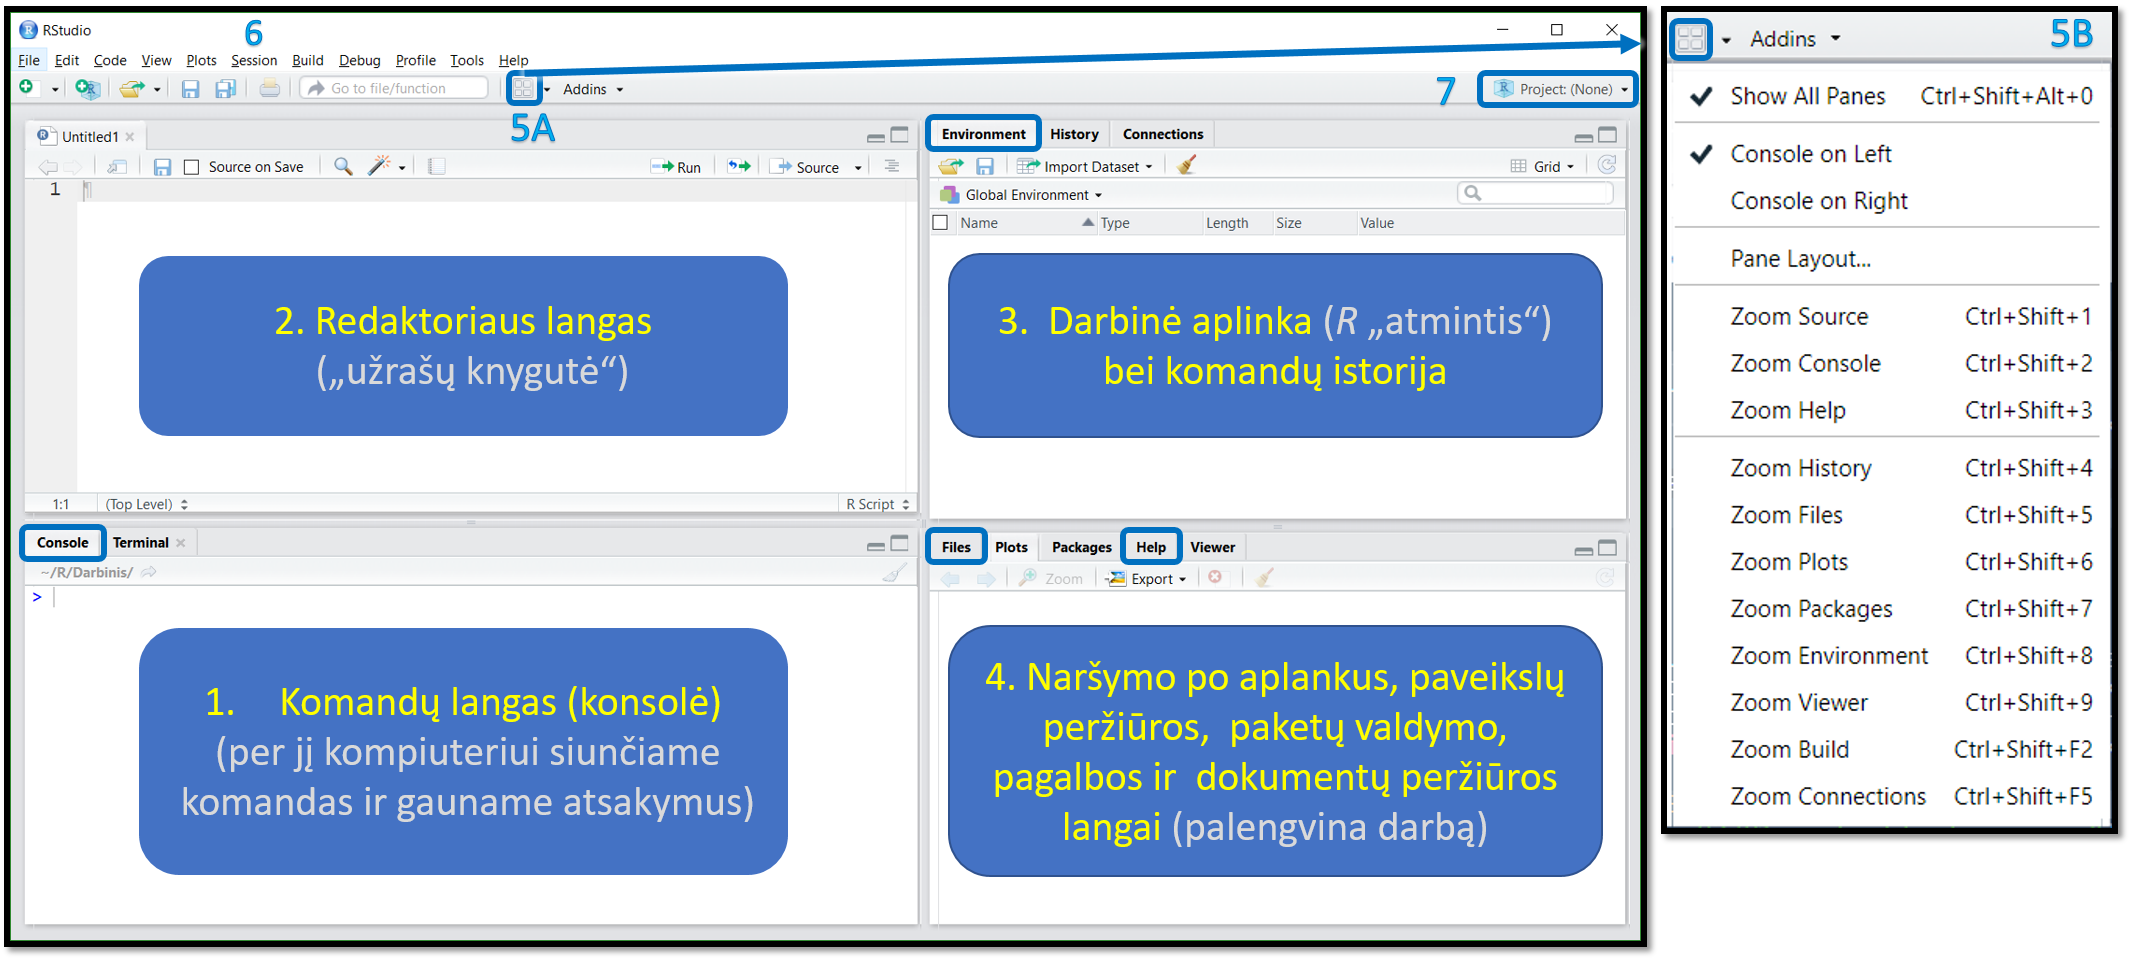 RStudio
6
File Edit Code View Plots Session Build Debug Profile Tools Help
Go to file/function
Addins
5A
7
Project: (None)
Untitled1
Source on Save
Run
Source
1
2. Redaktoriaus langas
(„užrašų knygutė“)
1:1 (Top Level) R Script
Environment History Connections
Import Dataset
Grid
Global Environment
Name Type Length Size Value
3. Darbinė aplinka (R „atmintis“)
bei komandų istorija
Console Terminal
~/R/Darbinis/
>
1. Komandų langas (konsolė)
(per jį kompiuteriui siunčiame
komandas ir gauname atsakymus)
Files Plots Packages Help Viewer
Zoom Export
4. Naršymo po aplankus, paveikslų
peržiūros, paketų valdymo,
pagalbos ir dokumentų peržiūros
langai (palengvina darbą)
Addins
5B
Show All Panes Ctrl+Shift+Alt+0
Console on Left
Console on Right
Pane Layout...
Zoom Source Ctrl+Shift+1
Zoom Console Ctrl+Shift+2
Zoom Help Ctrl+Shift+3
Zoom History Ctrl+Shift+4
Zoom Files Ctrl+Shift+5
Zoom Plots Ctrl+Shift+6
Zoom Packages Ctrl+Shift+7
Zoom Environment Ctrl+Shift+8
Zoom Viewer Ctrl+Shift+9
Zoom Build Ctrl+Shift+F2
Zoom Connections Ctrl+Shift+F5